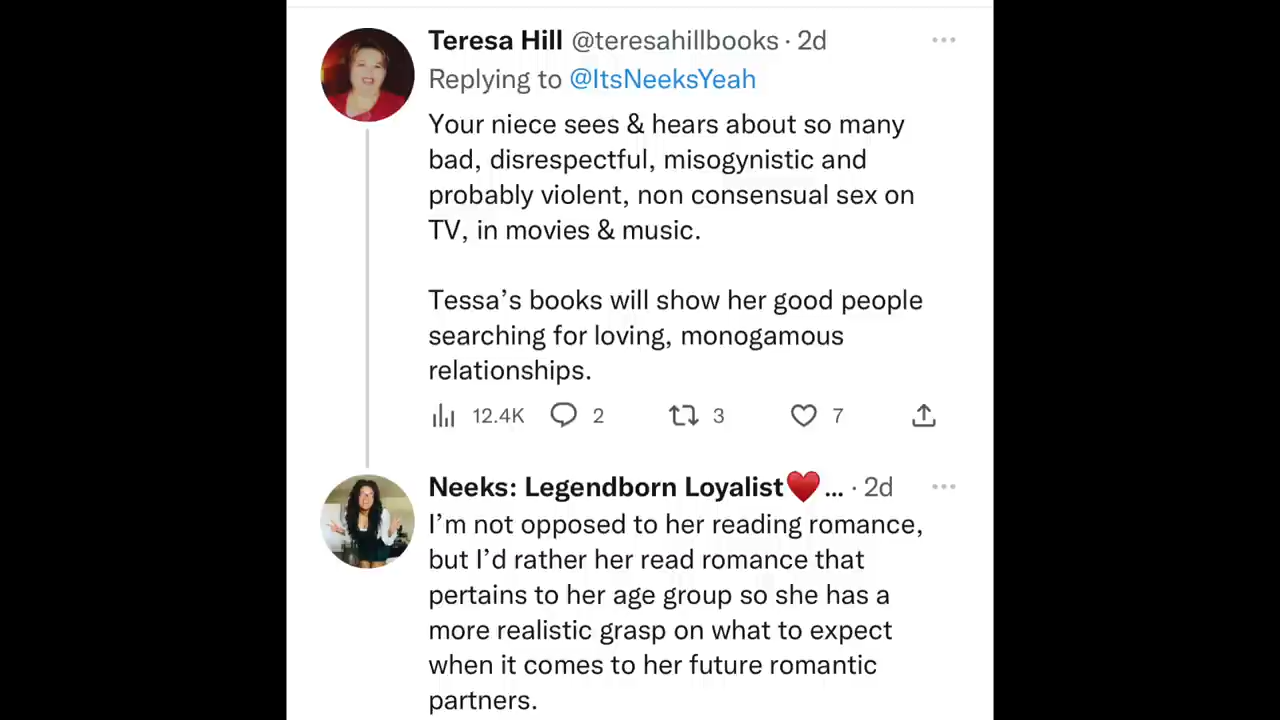 Teresa Hill @teresahillbooks · 2d
Replying to @ItsNeeksYeah
Your niece sees & hears about so many
bad, disrespectful, misogynistic and
probably violent, non consensual sex on
TV, in movies & music.
Tessa’s books will show her good people
searching for loving, monogamous
relationships.
12.4K 2 3 7
Neeks: Legendborn Loyalist♥️... · 2d
I’m not opposed to her reading romance,
but I’d rather her read romance that
pertains to her age group so she has a
more realistic grasp on what to expect
when it comes to her future romantic
partners.